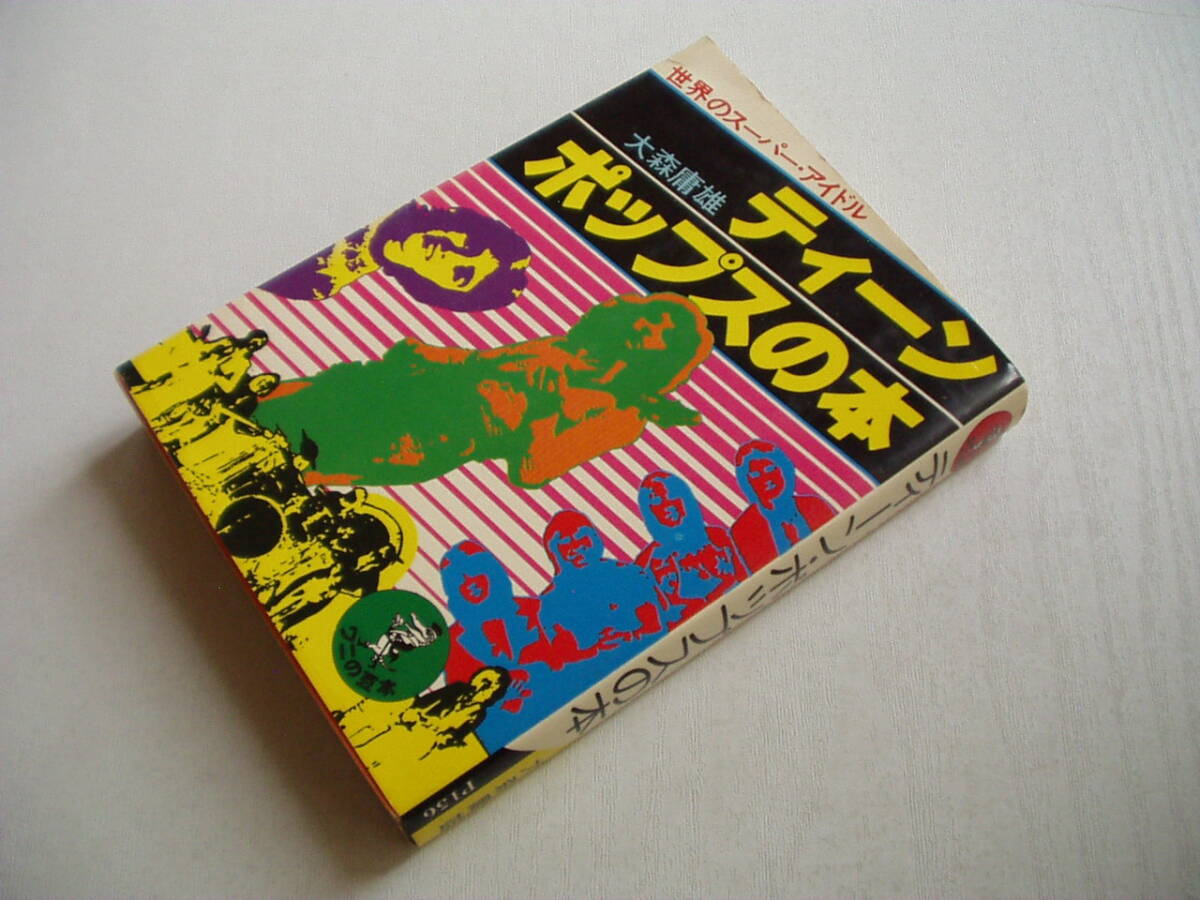 世界のスーパー・アイドル
ティーン
ポップスの本
大森庸雄
ワニの豆本
ティーン・ポップスの本
P156